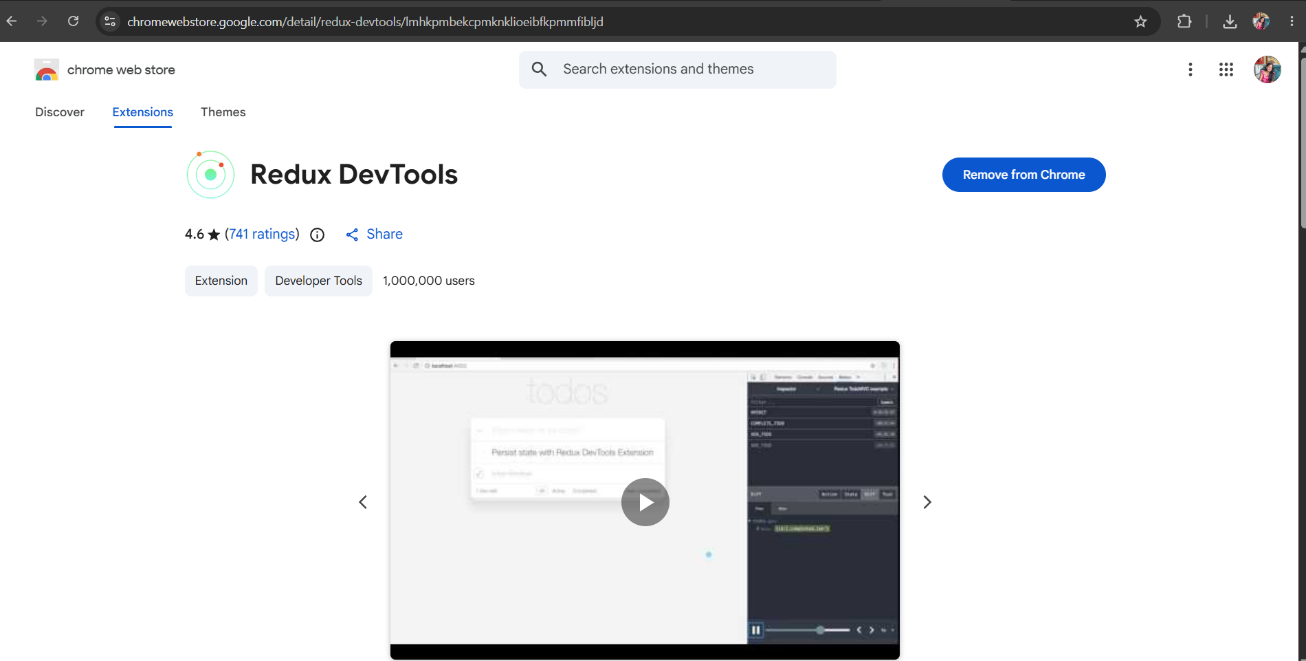 chromewebstore.google.com/detail/redux-devtools/lmhkpmbekcpmknklioeibfkpmmfibljd
chrome web store
Search extensions and themes
Discover Extensions Themes
Redux DevTools
Remove from Chrome
4.6 ★ (741 ratings) Share
Extension Developer Tools 1,000,000 users
todos
Persist state with Redux DevTools Extension